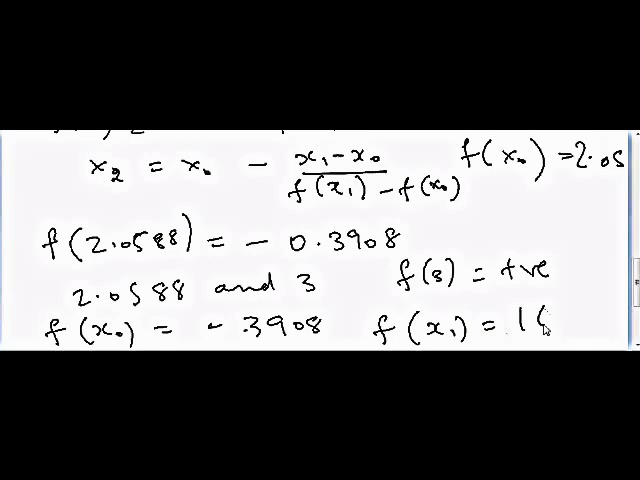 x₂ = x₀ − (x₁−x₀)/(f(x₁)−f(x₀)) f(x₀) = 2.05
f(2.0588) = − 0.3908
2.0588 and 3 f(3) = +ve
f(x₀) = − .3908 f(x₁) = 1